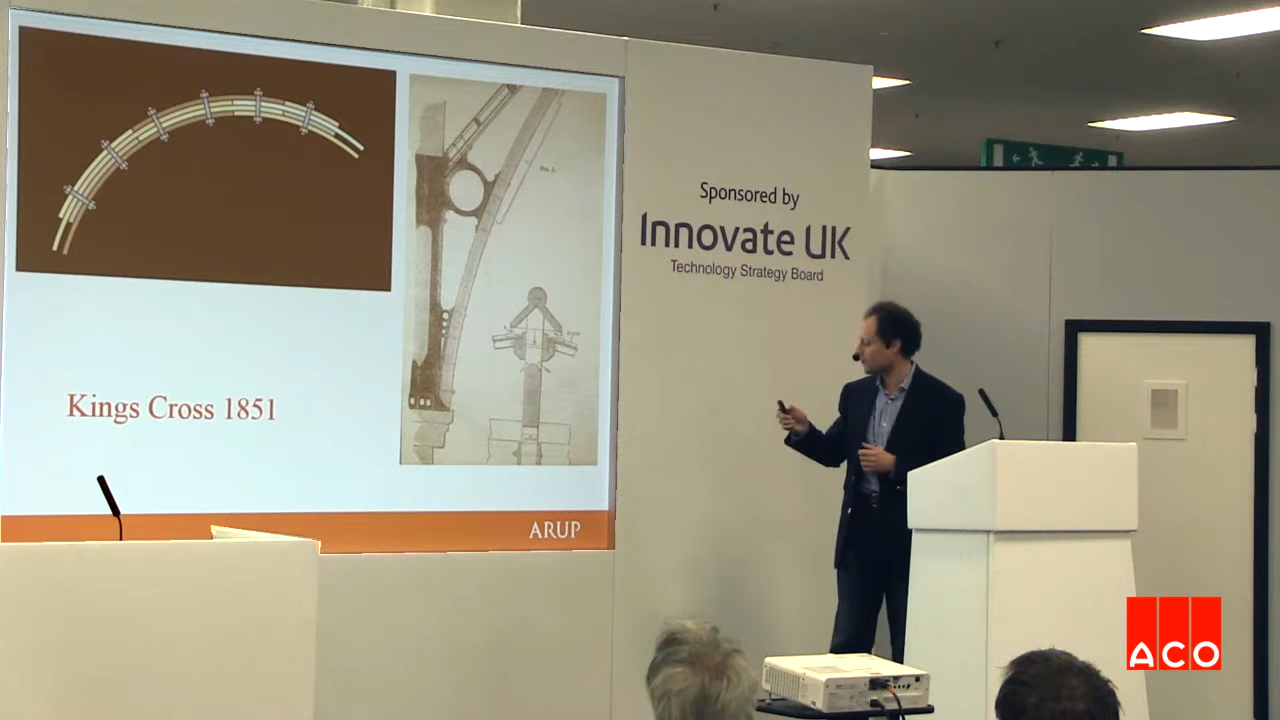 Kings Cross 1851
ARUP
Sponsored by
Innovate UK
Technology Strategy Board
ACO